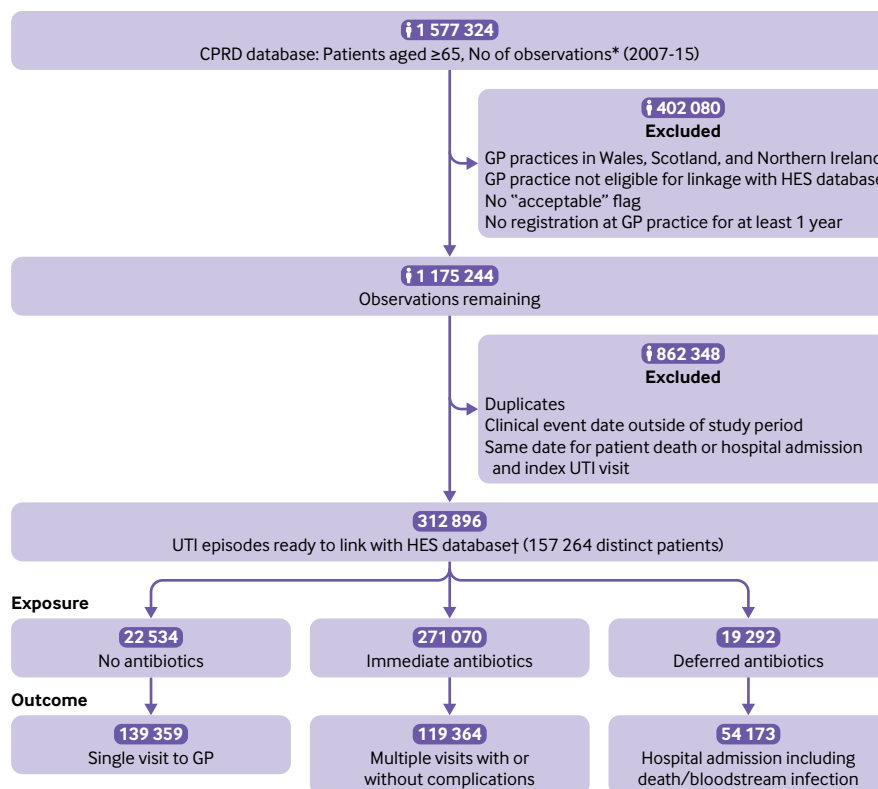 1 577 324
CPRD database: Patients aged ≥65, No of observations* (2007-15)
402 080
Excluded
GP practices in Wales, Scotland, and Northern Ireland
GP practice not eligible for linkage with HES database
No “acceptable” flag
No registration at GP practice for at least 1 year
1 175 244
Observations remaining
862 348
Excluded
Duplicates
Clinical event date outside of study period
Same date for patient death or hospital admission
and index UTI visit
312 896
UTI episodes ready to link with HES database† (157 264 distinct patients)
Exposure
22 534
No antibiotics
271 070
Immediate antibiotics
19 292
Deferred antibiotics
Outcome
139 359
Single visit to GP
119 364
Multiple visits with or
without complications
54 173
Hospital admission including
death/bloodstream infection